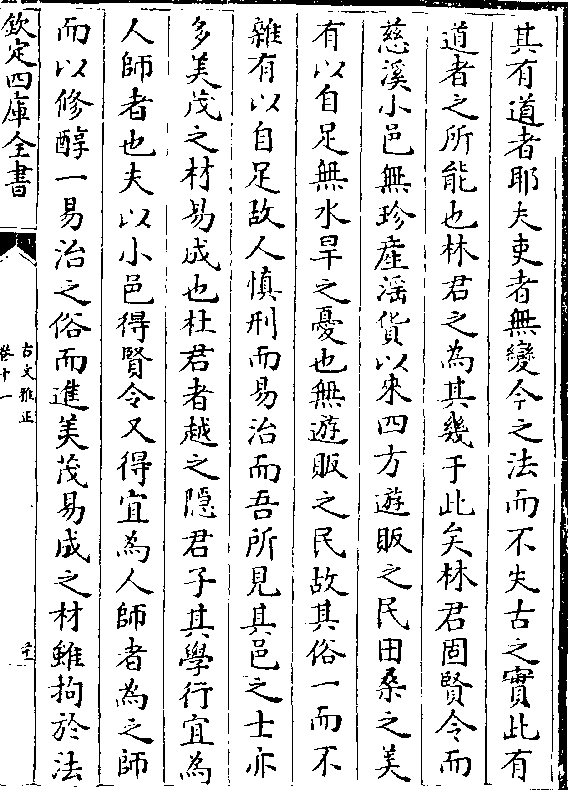 其有道者耶夫吏者無變今之法而不失古之實此有
道者之所能也林君之為其幾于此矣林君固賢令而
慈溪小邑無珍產滛貨以來四方遊販之民田桑之美
有以自足無水旱之憂也無遊販之民故其俗一而不
雜有以自足故人慎刑而易治而吾所見其邑之士亦
多美茂之材易成也杜君者越之隠君子其學行宜為
人師者也夫以小邑得賢令又得宜為人師者為之師
而以修醇一易治之俗而進美茂易成之材雖拘於法
欽定四庫全書
古文雅正
卷十一